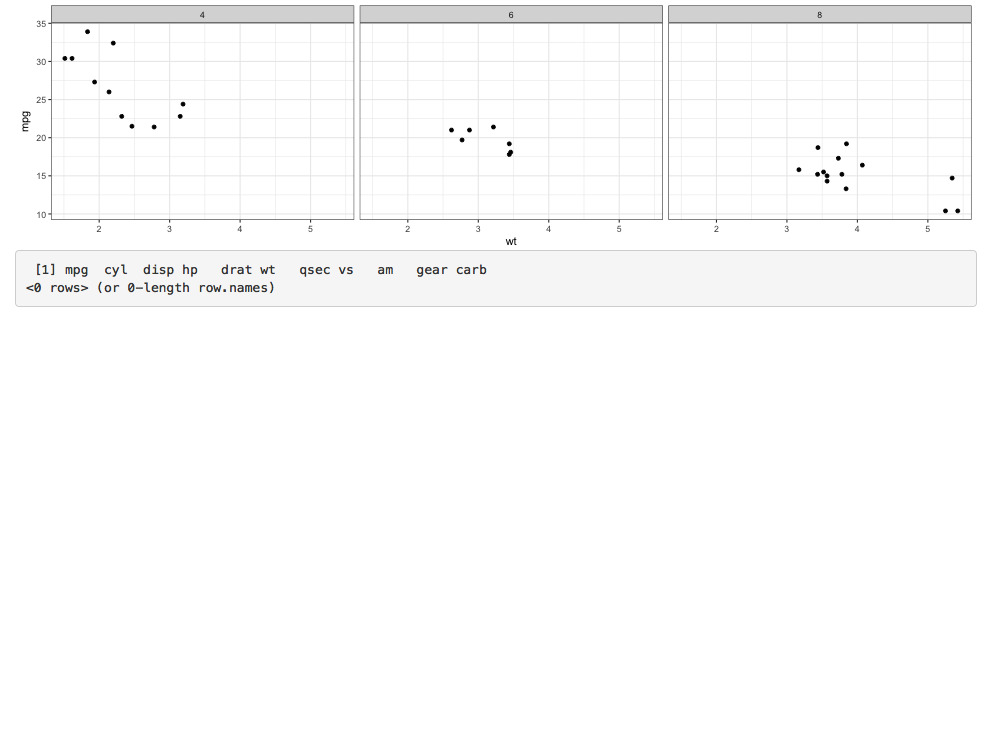 4 6 8
35
30
25
20
15
10
mpg
2 3 4 5 2 3 4 5 2 3 4 5
wt
[1] mpg  cyl  disp hp   drat wt   qsec vs   am   gear carb
<0 rows> (or 0-length row.names)